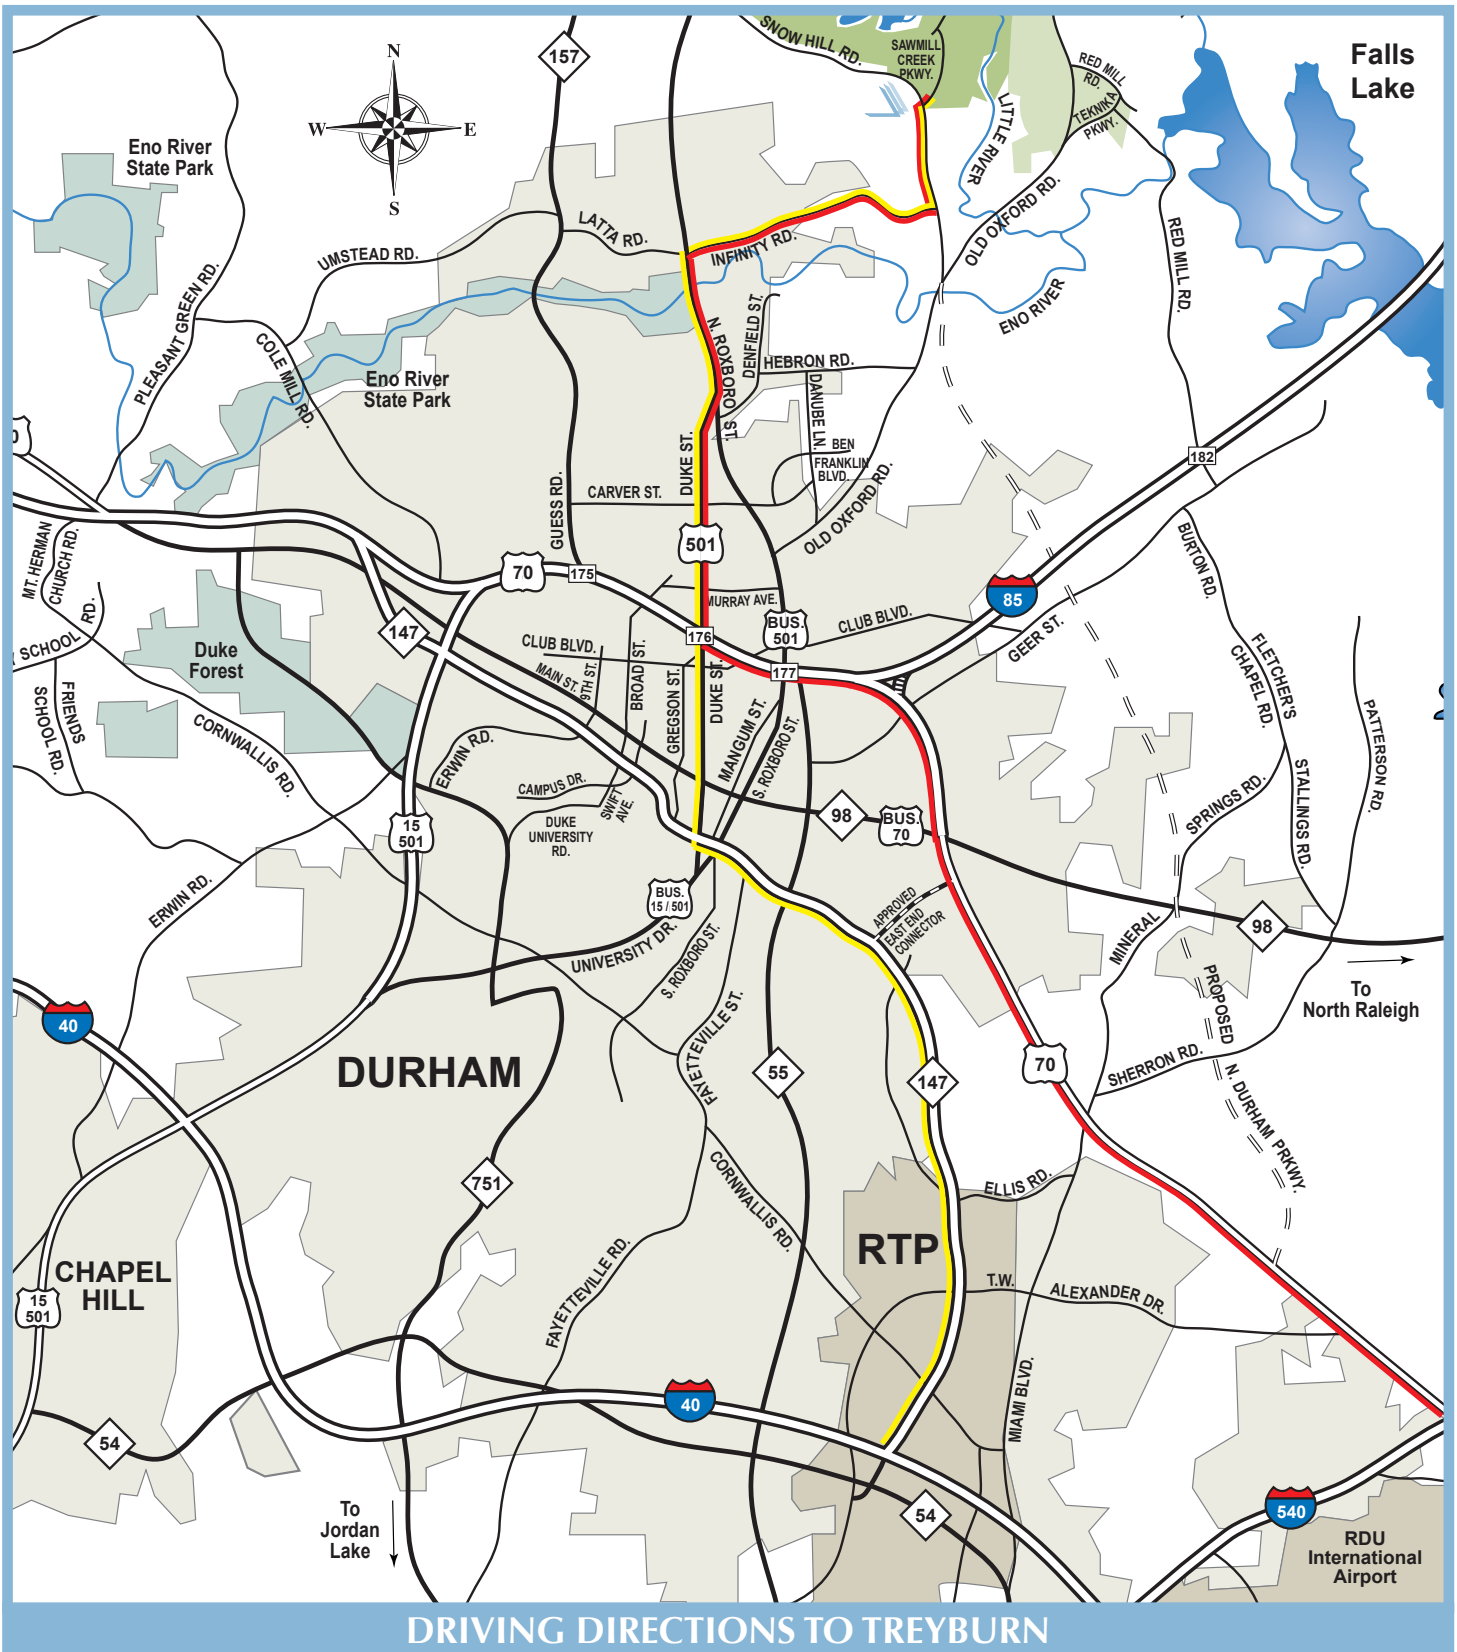 SNOW HILL RD.
SAWMILL
CREEK
PKWY.
157
RED MILL
RD.
TEKNIKA
PKWY.
Falls
Lake
N
W
E
S
LITTLE RIVER
Eno River
State Park
LATTA RD.
UMSTEAD RD.
INFINITY RD.
OLD OXFORD RD.
RED MILL RD.
PLEASANT GREEN RD.
ENO RIVER
COLE MILL RD.
N. ROXBORO ST.
DENFIELD ST.
HEBRON RD.
DANUBE LN.
Eno River
State Park
BEN
FRANKLIN
BLVD.
DUKE ST.
182
GUESS RD.
CARVER ST.
OLD OXFORD RD.
501
MT. HERMAN
CHURCH RD.
BURTON RD.
70
175
85
MURRAY AVE.
BUS.
501
CLUB BLVD.
GEER ST.
147
176
177
CLUB BLVD.
MAIN ST.
9TH ST.
BROAD ST.
GREGSON ST.
DUKE ST.
MANGUM ST.
S. ROXBORO ST.
SCHOOL RD.
Duke
Forest
FRIENDS
SCHOOL RD.
CORNWALLIS RD.
ERWIN RD.
CAMPUS DR.
SWIFT
AVE.
DUKE
UNIVERSITY
RD.
FLETCHER'S
CHAPEL RD.
PATTERSON RD.
STALLINGS RD.
SPRINGS RD.
MINERAL
98
BUS.
70
15
501
BUS.
15 / 501
ERWIN RD.
UNIVERSITY DR.
S. ROXBORO ST.
FAYETTEVILLE ST.
APPROVED
EAST END
CONNECTOR
98
To
North Raleigh
PROPOSED
N. DURHAM PRKWY.
40
DURHAM
55
147
70
SHERRON RD.
751
CORNWALLIS RD.
ELLIS RD.
RTP
CHAPEL
HILL
15
501
FAYETTEVILLE RD.
T.W.
ALEXANDER DR.
MIAMI BLVD.
40
54
54
540
To
Jordan
Lake
RDU
International
Airport
DRIVING DIRECTIONS TO TREYBURN